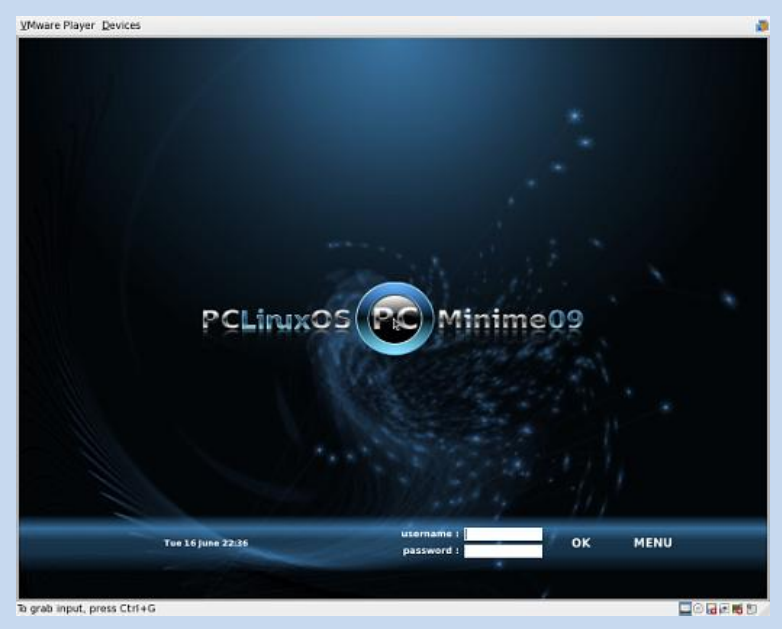 VMware Player Devices
PCLinuxOS PC Minime09
username :
Tue 16 June 22:36 OK MENU
password :
To grab input, press Ctrl+G